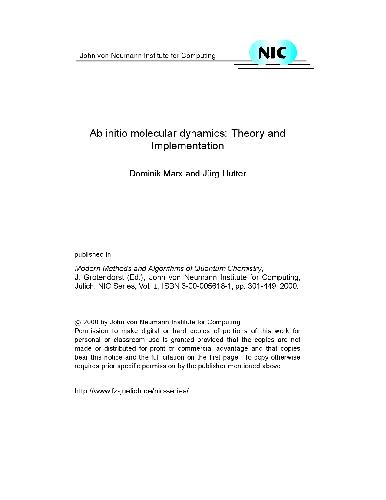 John von Neumann Institute for Computing
NIC
Ab initio molecular dynamics: Theory and
Implementation
Dominik Marx and Jürg Hutter
published in
Modern Methods and Algorithms of Quantum Chemistry,
J. Grotendorst (Ed.), John von Neumann Institute for Computing,
Jülich, NIC Series, Vol. 1, ISBN 3-00-005618-1, pp. 301-449, 2000.
© 2000 by John von Neumann Institute for Computing
Permission to make digital or hard copies of portions of this work for
personal or classroom use is granted provided that the copies are not
made or distributed for profit or commercial advantage and that copies
bear this notice and the full citation on the first page. To copy otherwise
requires prior specific permission by the publisher mentioned above.
http://www.fz-juelich.de/nic-series/